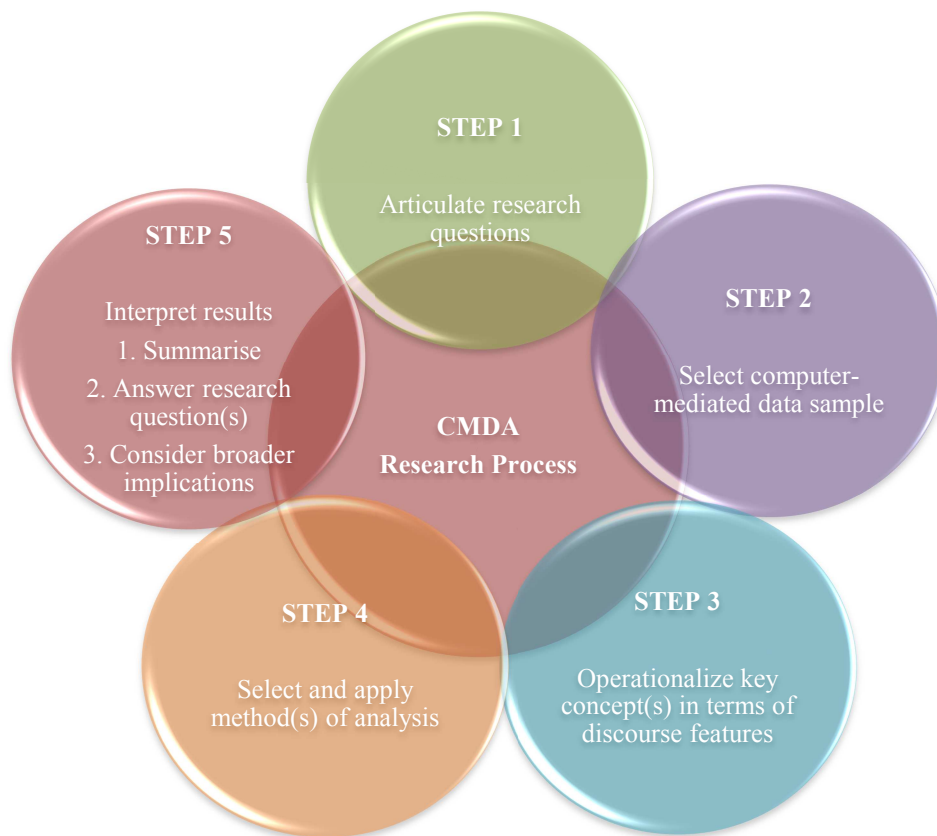 STEP 1
Articulate research
questions
STEP 2
Select computer-
mediated data sample
STEP 3
Operationalize key
concept(s) in terms of
discourse features
STEP 4
Select and apply
method(s) of analysis
STEP 5
Interpret results
1. Summarise
2. Answer research
question(s)
3. Consider broader
implications
CMDA
Research Process